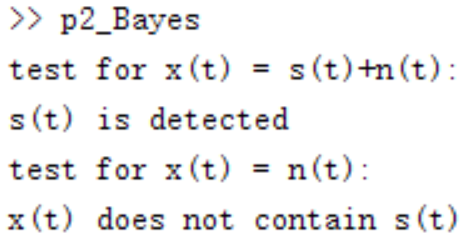 >> p2_Bayes
test for x(t) = s(t)+n(t):
s(t) is detected
test for x(t) = n(t):
x(t) does not contain s(t)